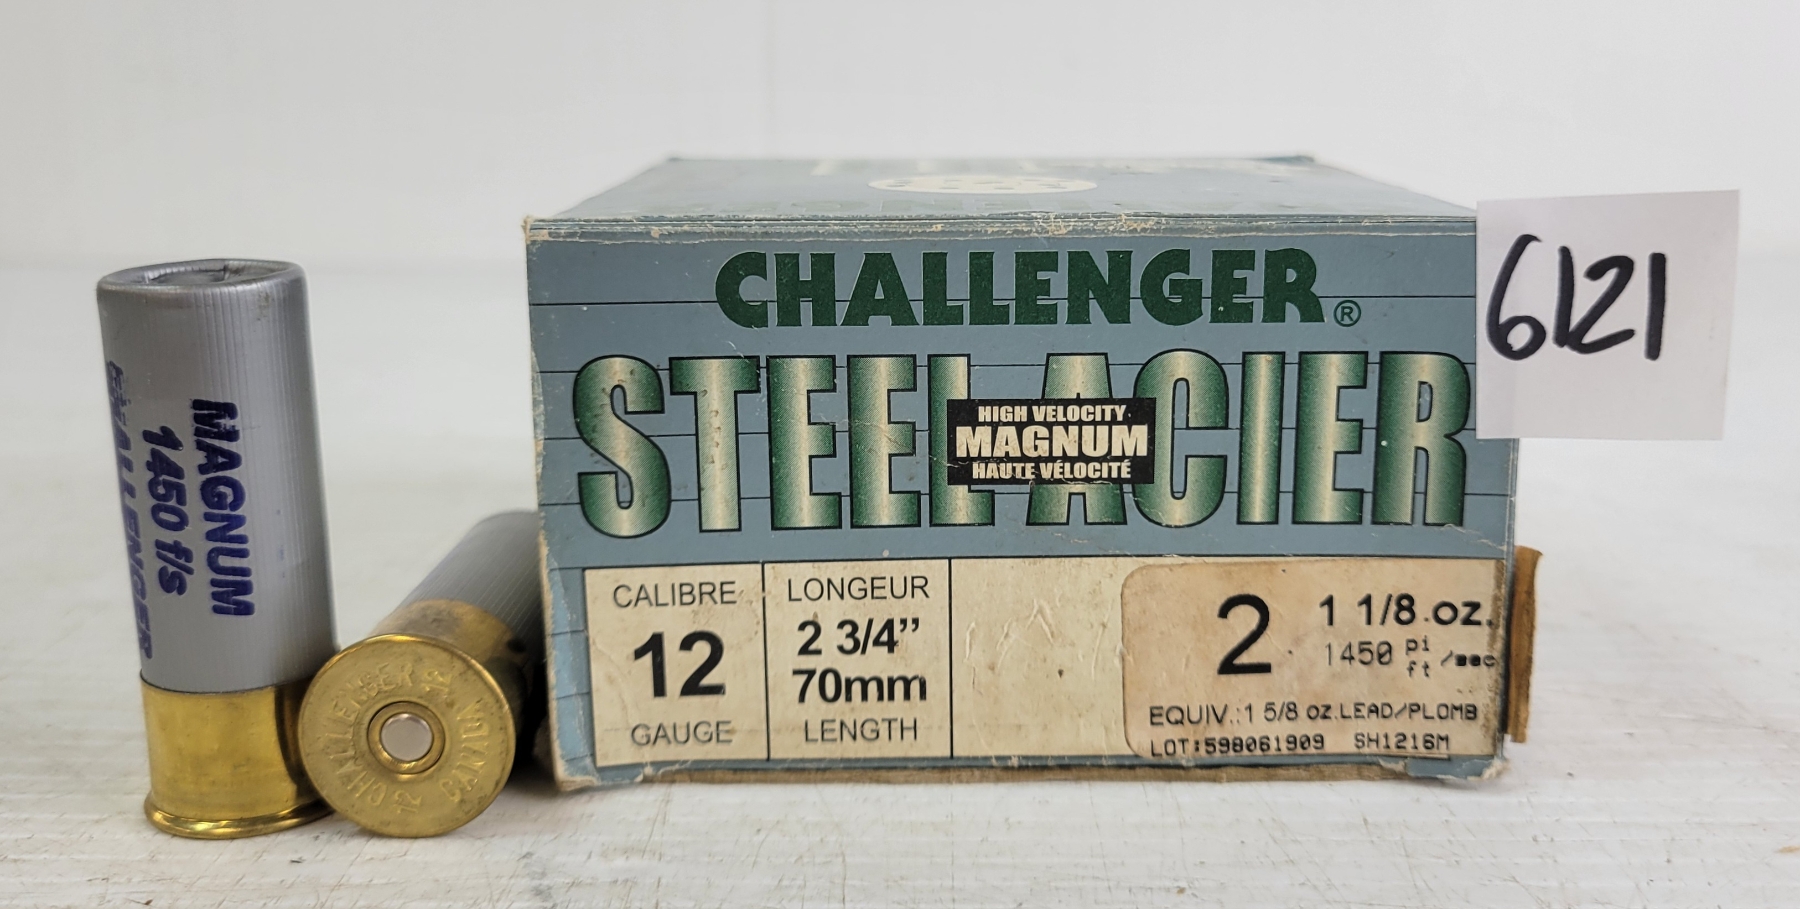 CHALLENGER®
STEEL ACIER
HIGH VELOCITY
MAGNUM
HAUTE VÉLOCITÉ
6121
CALIBRE
12
GAUGE
LONGEUR
2 3/4”
70mm
LENGTH
2
1 1/8 oz.
1450 pi/ft /sec
EQUIV.:1 5/8 oz.LEAD/PLOMB
LOT:598061909 SH1216M
MAGNUM
1450 f/s
CHALLENGER
CHALLENGER 12 CANADA 12